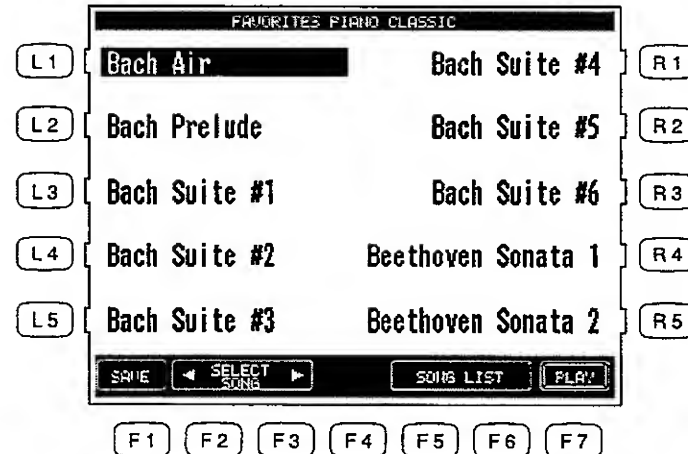 FAVORITES PIANO CLASSIC
L1 Bach Air Bach Suite #4 R1
L2 Bach Prelude Bach Suite #5 R2
L3 Bach Suite #1 Bach Suite #6 R3
L4 Bach Suite #2 Beethoven Sonata 1 R4
L5 Bach Suite #3 Beethoven Sonata 2 R5
SAVE ◄ SELECT SONG ► SONG LIST PLAY
F1 F2 F3 F4 F5 F6 F7